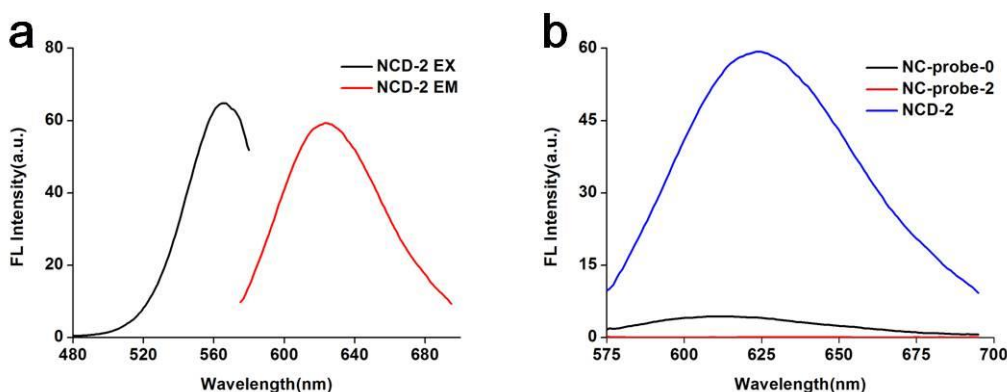 a
80
60
40
20
0
FL Intensity(a.u.)
NCD-2 EX
NCD-2 EM
480 520 560 600 640 680
Wavelength(nm)
b
60
45
30
15
0
FL Intensity(a.u.)
NC-probe-0
NC-probe-2
NCD-2
575 600 625 650 675 700
Wavelength(nm)